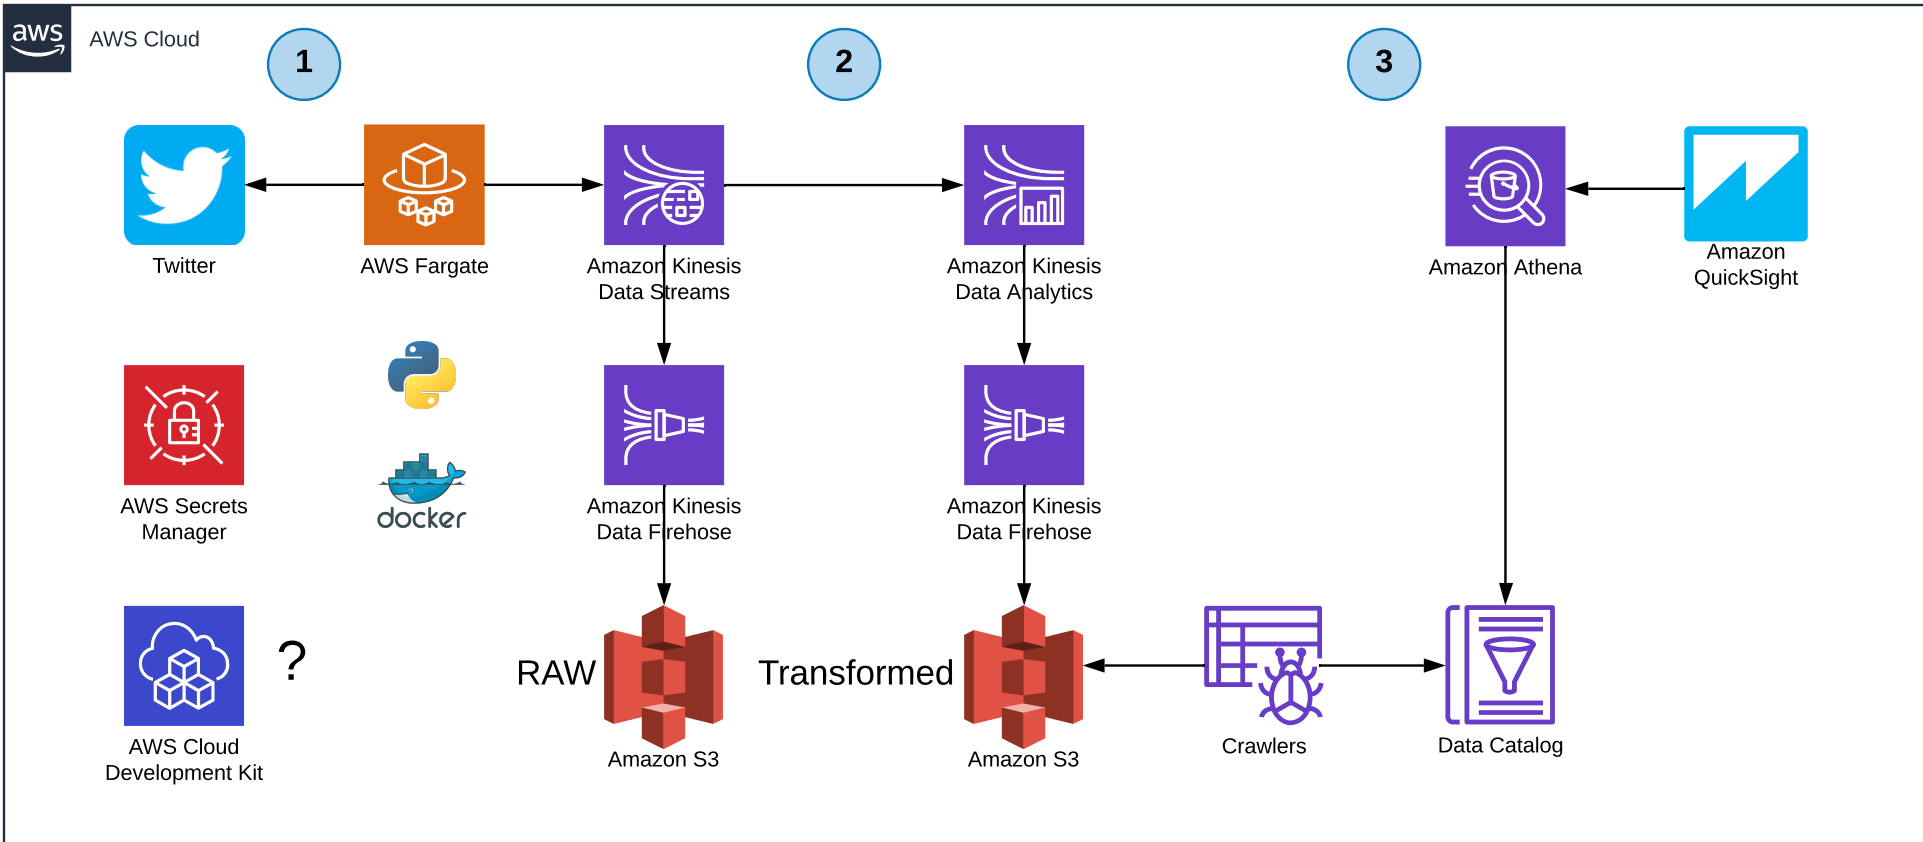 aws
AWS Cloud
1
2
3
Twitter
AWS Fargate
Amazon Kinesis
Data Streams
Amazon Kinesis
Data Analytics
Amazon Athena
Amazon
QuickSight
docker
AWS Secrets
Manager
Amazon Kinesis
Data Firehose
Amazon Kinesis
Data Firehose
?
RAW
Transformed
AWS Cloud
Development Kit
Amazon S3
Amazon S3
Crawlers
Data Catalog